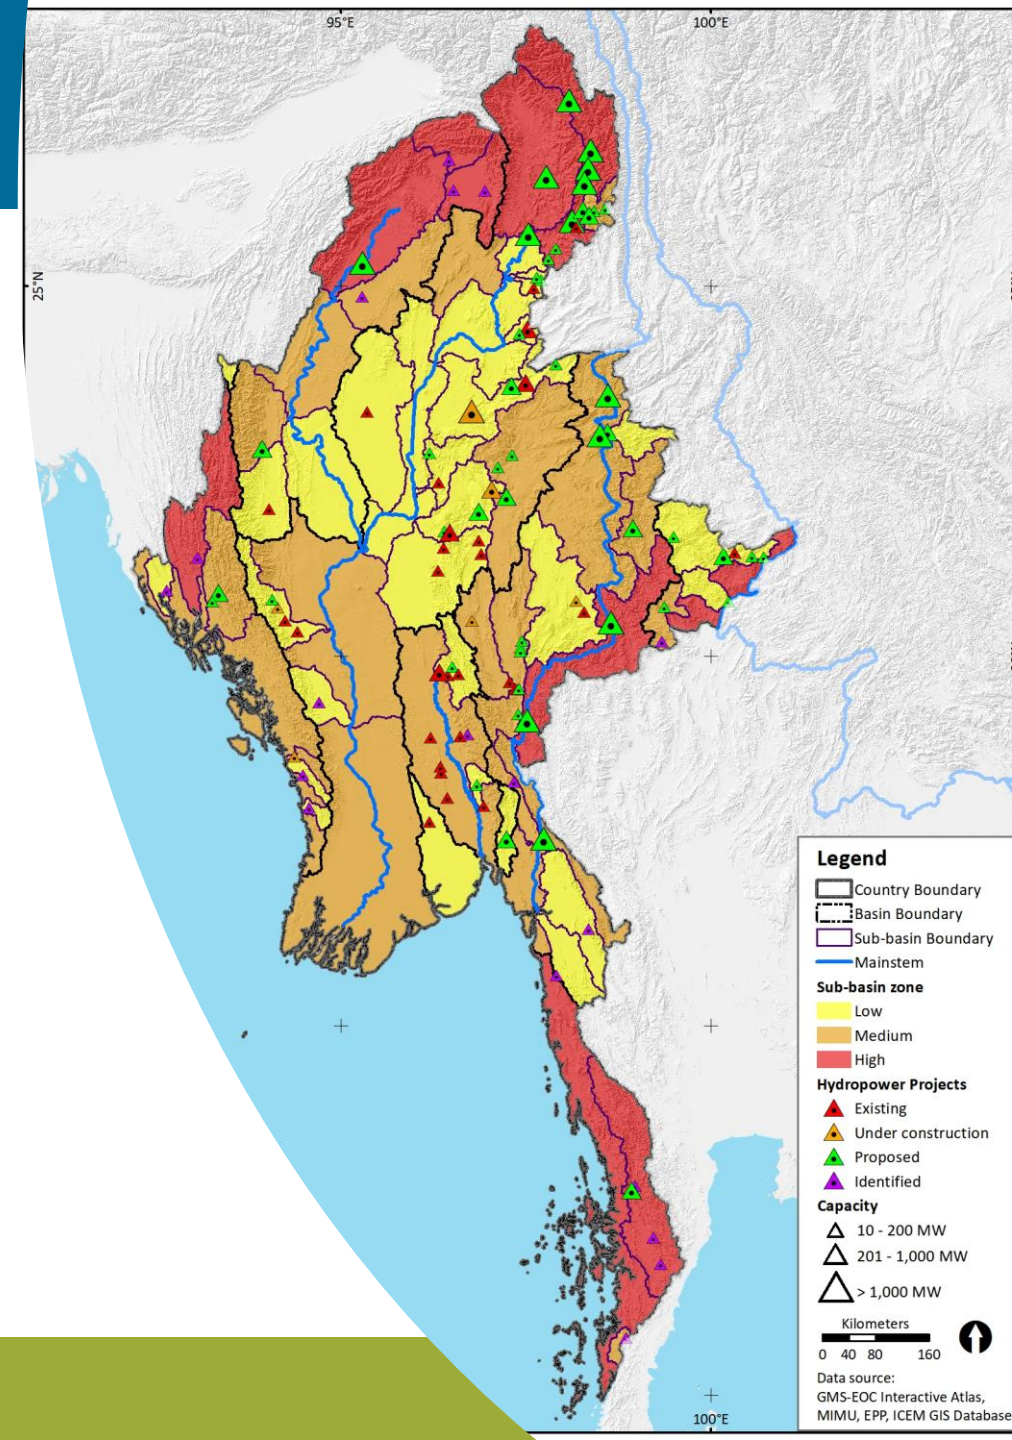 95°E
100°E
25°N
Legend
Country Boundary
Basin Boundary
Sub-basin Boundary
Mainstem
Sub-basin zone
Low
Medium
High
Hydropower Projects
Existing
Under construction
Proposed
Identified
Capacity
10 - 200 MW
201 - 1,000 MW
> 1,000 MW
Kilometers
0 40 80 160
Data source:
GMS-EOC Interactive Atlas,
MIMU, EPP, ICEM GIS Database
100°E